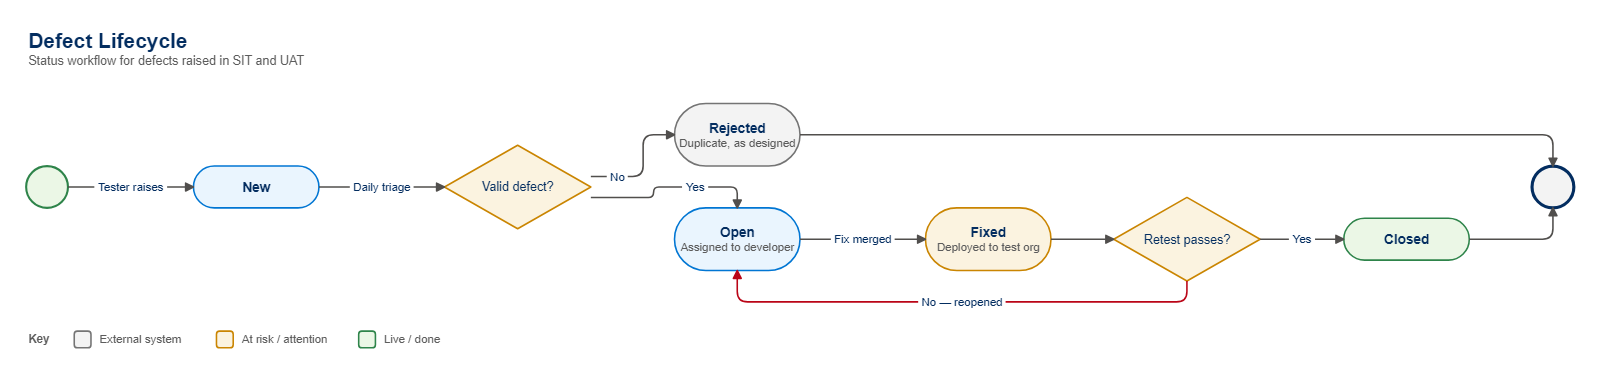 Defect Lifecycle
Status workflow for defects raised in SIT and UAT
Rejected
Duplicate, as designed
Tester raises
New
Daily triage
Valid defect?
No
Yes
Open
Assigned to developer
Fix merged
Fixed
Deployed to test org
Retest passes?
Yes
Closed
No — reopened
Key
External system
At risk / attention
Live / done